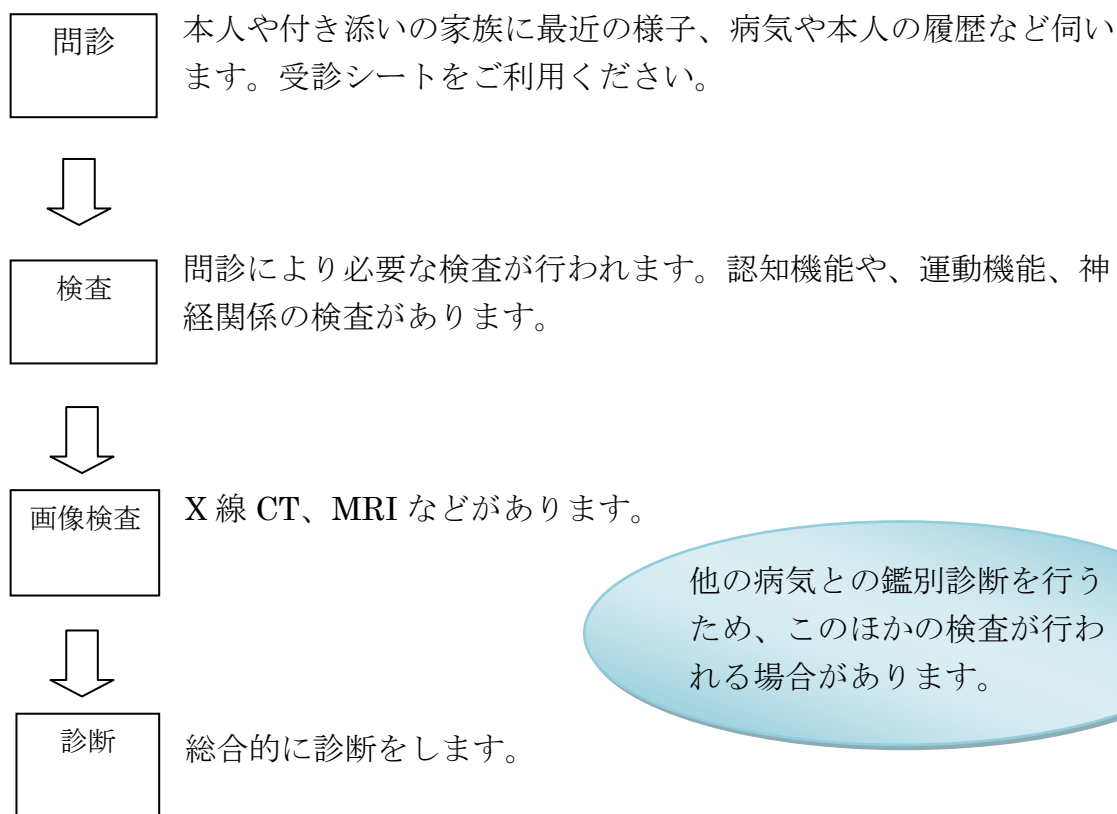 問診
本人や付き添いの家族に最近の様子、病気や本人の履歴など伺い
ます。受診シートをご利用ください。
検査
問診により必要な検査が行われます。認知機能や、運動機能、神
経関係の検査があります。
画像検査
X 線 CT、MRI などがあります。
他の病気との鑑別診断を行う
ため、このほかの検査が行わ
れる場合があります。
診断
総合的に診断をします。